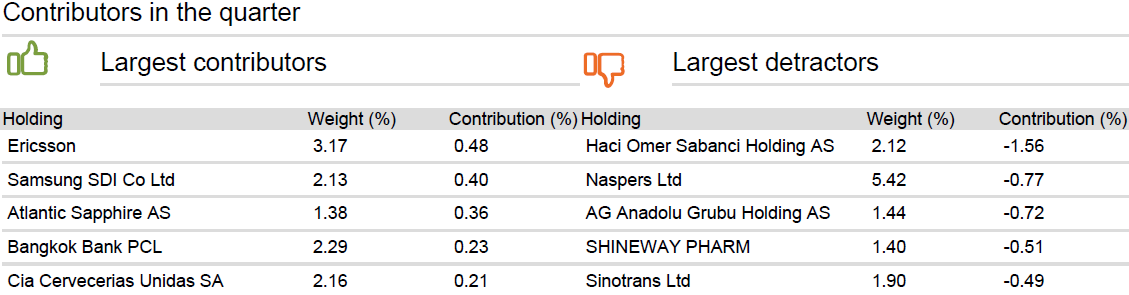 Contributors in the quarter
Largest contributors Largest detractors
Holding Weight (%) Contribution (%) Holding Weight (%) Contribution (%)
Ericsson 3.17 0.48 Haci Omer Sabanci Holding AS 2.12 -1.56
Samsung SDI Co Ltd 2.13 0.40 Naspers Ltd 5.42 -0.77
Atlantic Sapphire AS 1.38 0.36 AG Anadolu Grubu Holding AS 1.44 -0.72
Bangkok Bank PCL 2.29 0.23 SHINEWAY PHARM 1.40 -0.51
Cia Cervecerias Unidas SA 2.16 0.21 Sinotrans Ltd 1.90 -0.49